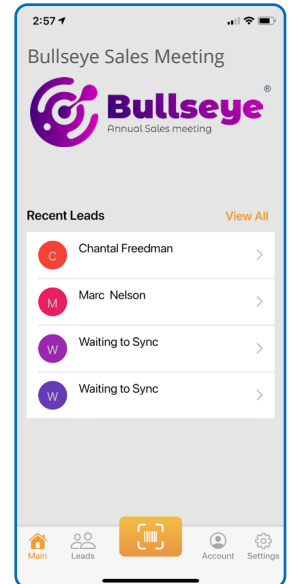 2:57
Bullseye Sales Meeting
®
Bullseye
Annual Sales meeting
Recent Leads View All
C Chantal Freedman
M Marc Nelson
W Waiting to Sync
W Waiting to Sync
Main Leads Account Settings